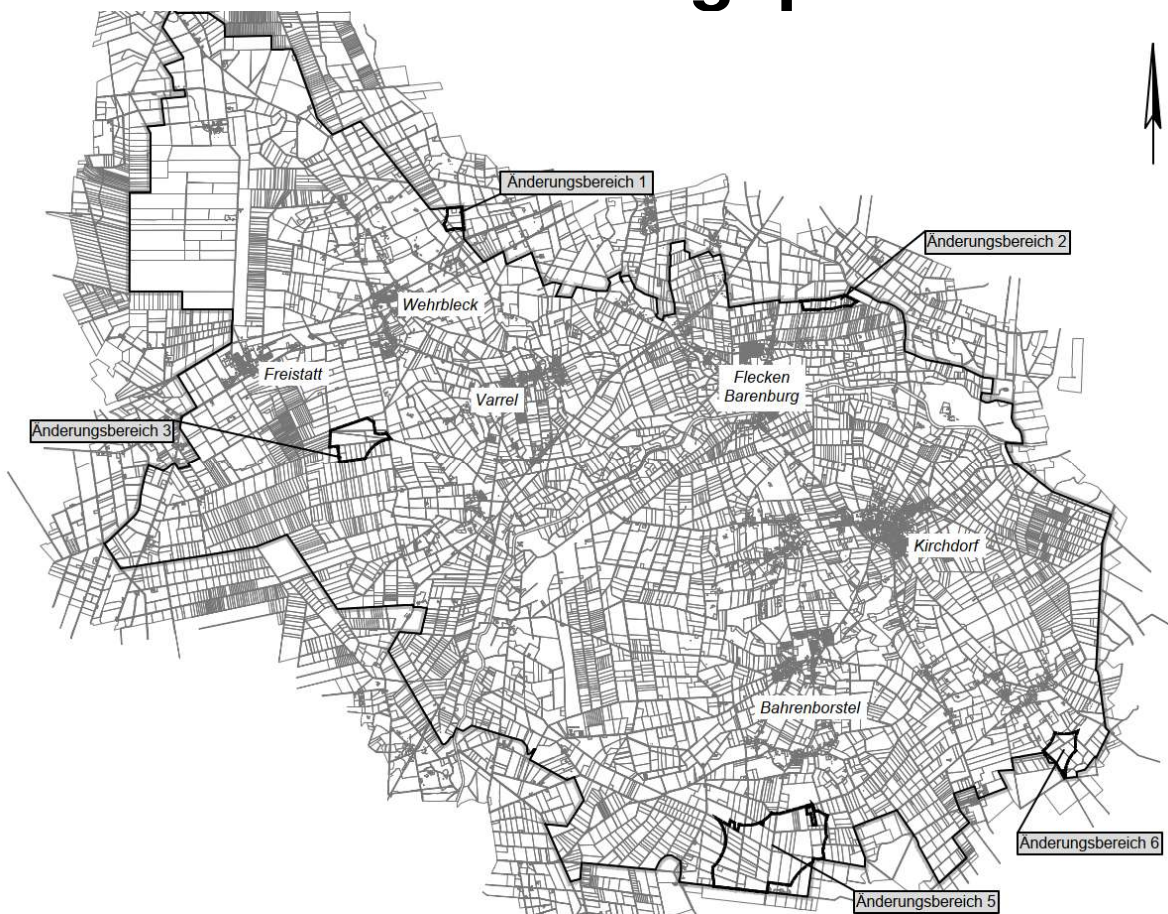 Änderungsbereich 1
Änderungsbereich 2
Wehrbleck
Freistatt
Flecken
Barenburg
Varrel
Änderungsbereich 3
Kirchdorf
Bahrenborstel
Änderungsbereich 6
Änderungsbereich 5